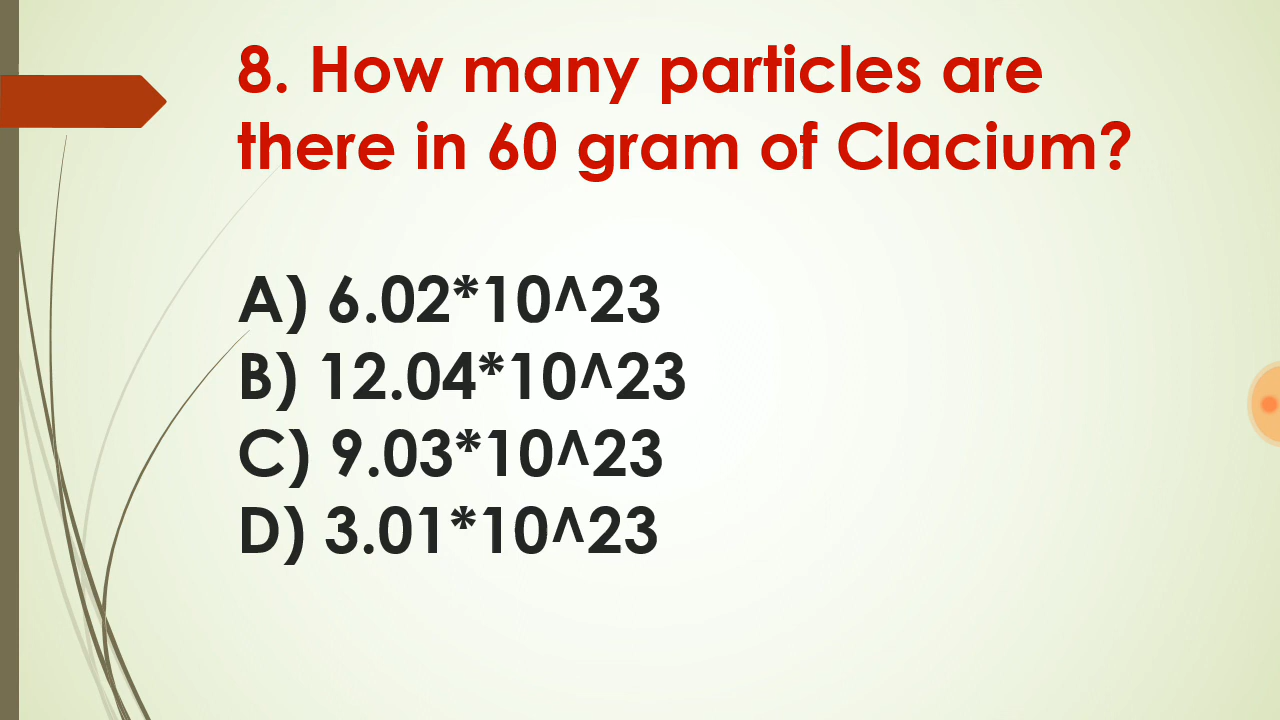 8. How many particles are
there in 60 gram of Clacium?
A) 6.02*10^23
B) 12.04*10^23
C) 9.03*10^23
D) 3.01*10^23